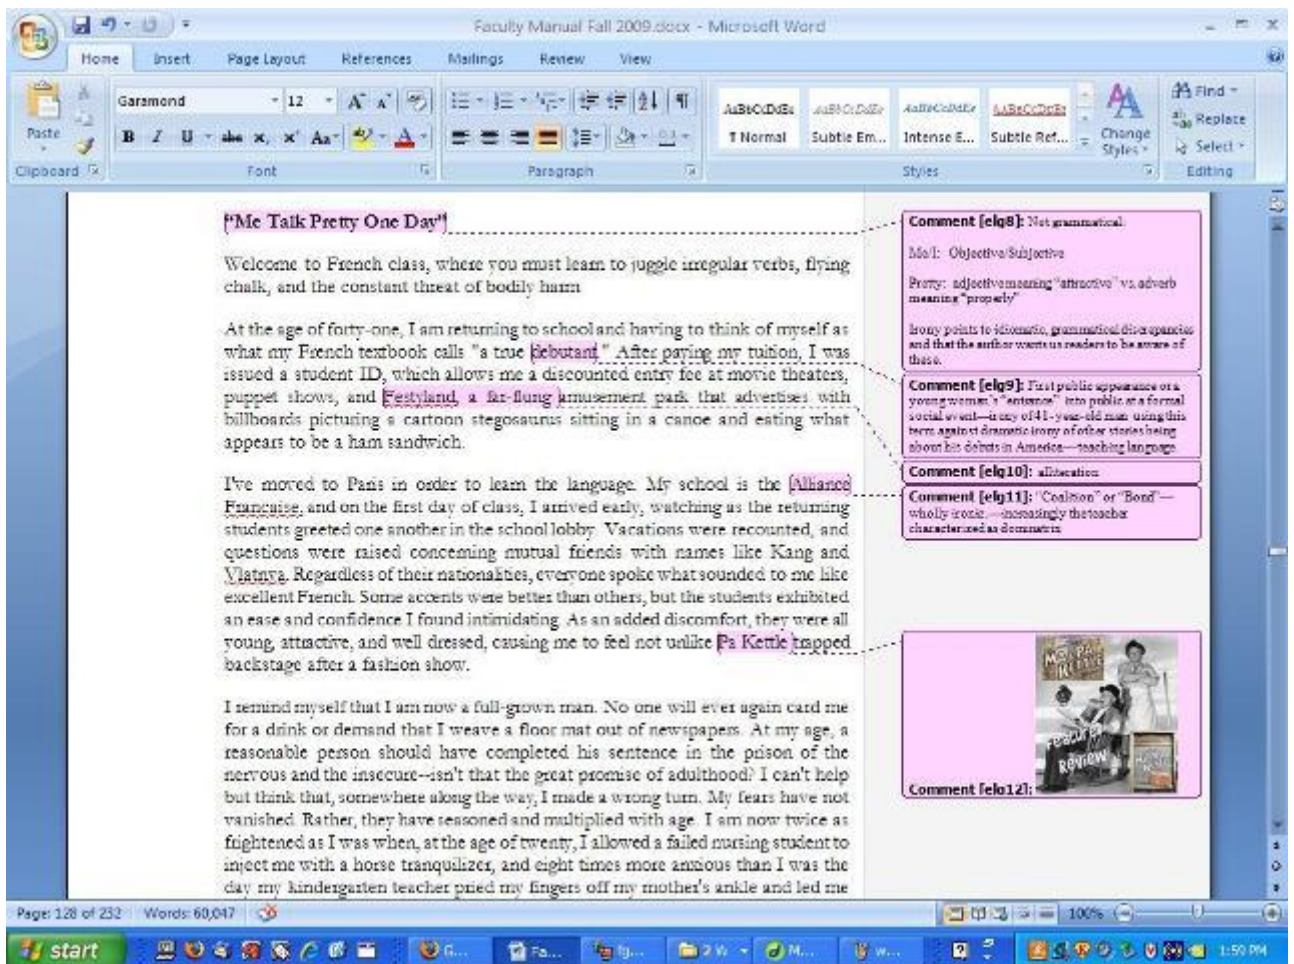 Faculty Manual Fall 2009.docx - Microsoft Word
Home Insert Page Layout References Mailings Review View
Garamond 12
Paste
B I U abc x, x' Aa A
AaBbCcDdEe AaBbCcDdEe AaBbCcDdEe AaBbCcDdEe
¶ Normal Subtle Em... Intense E... Subtle Ref...
Change Styles
Find
Replace
Select
Clipboard Font Paragraph Styles Editing
"Me Talk Pretty One Day"
Welcome to French class, where you must learn to juggle irregular verbs, flying
chalk, and the constant threat of bodily harm
At the age of forty-one, I am returning to school and having to think of myself as
what my French textbook calls "a true debutant." After paying my tuition, I was
issued a student ID, which allows me a discounted entry fee at movie theaters,
puppet shows, and Festyland, a far-flung amusement park that advertises with
billboards picturing a cartoon stegosaurus sitting in a canoe and eating what
appears to be a ham sandwich.
I've moved to Paris in order to learn the language. My school is the Alliance
Francaise, and on the first day of class, I arrived early, watching as the returning
students greeted one another in the school lobby. Vacations were recounted, and
questions were raised concerning mutual friends with names like Kang and
Vlatnya. Regardless of their nationalities, everyone spoke what sounded to me like
excellent French. Some accents were better than others, but the students exhibited
an ease and confidence I found intimidating. As an added discomfort, they were all
young, attractive, and well dressed, causing me to feel not unlike Pa Kettle trapped
backstage after a fashion show.
I remind myself that I am now a full-grown man. No one will ever again card me
for a drink or demand that I weave a floor mat out of newspapers. At my age, a
reasonable person should have completed his sentence in the prison of the
nervous and the insecure--isn't that the great promise of adulthood? I can't help
but think that, somewhere along the way, I made a wrong turn. My fears have not
vanished. Rather, they have seasoned and multiplied with age. I am now twice as
frightened as I was when, at the age of twenty, I allowed a failed nursing student to
inject me with a horse tranquilizer, and eight times more anxious than I was the
day my kindergarten teacher pried my fingers off my mother's ankle and led me
Comment [elg8]: Not grammatical.
Me/I: Objective/Subjective
Pretty: adjective meaning "attractive" vs. adverb
meaning "properly"
Irony points to idiomatic, grammatical discrepancies
and that the author wants us readers to be aware of
these.
Comment [elg9]: First public appearance or a
young woman's "entrance" into public at a formal
social event—irony of 41-year-old man using this
term against dramatic irony of other stories being
about his debuts in America—teaching language.
Comment [elg10]: alliteration
Comment [elg11]: "Coalition" or "Bond"—
wholly ironic—increasingly the teacher
characterized as dominatrix
MA & PA
KETTLE
Featured
Review
Comment [elg12]:
Page: 128 of 232 Words: 60,047 100%
start G... Fa... fg... 2 W M... w... 1:59 PM